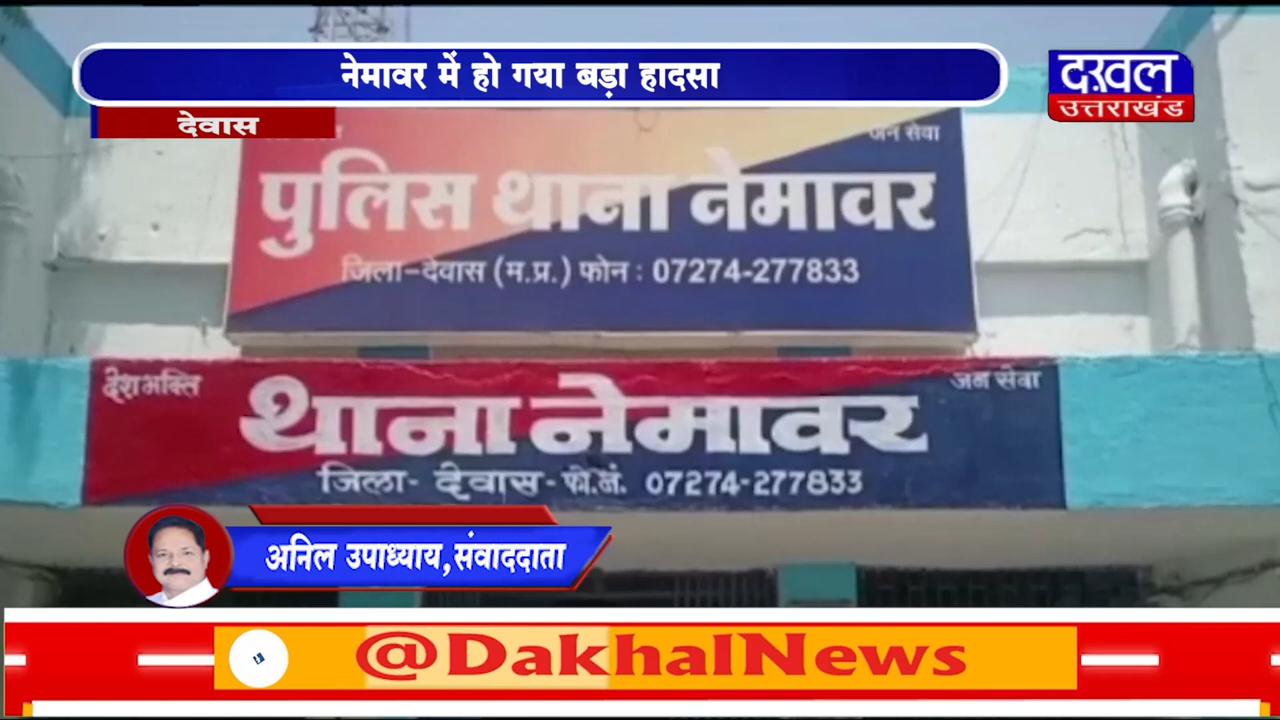 नेमावर में हो गया बड़ा हादसा
दख़ल
उत्तराखंड
देवास
जन सेवा
पुलिस थाना नेमावर
जिला-देवास (म.प्र.) फोन : 07274-277833
देशभक्ति
जन सेवा
थाना नेमावर
जिला- देवास - फो.नं. 07274-277833
अनिल उपाध्याय,संवाददाता
@DakhalNews